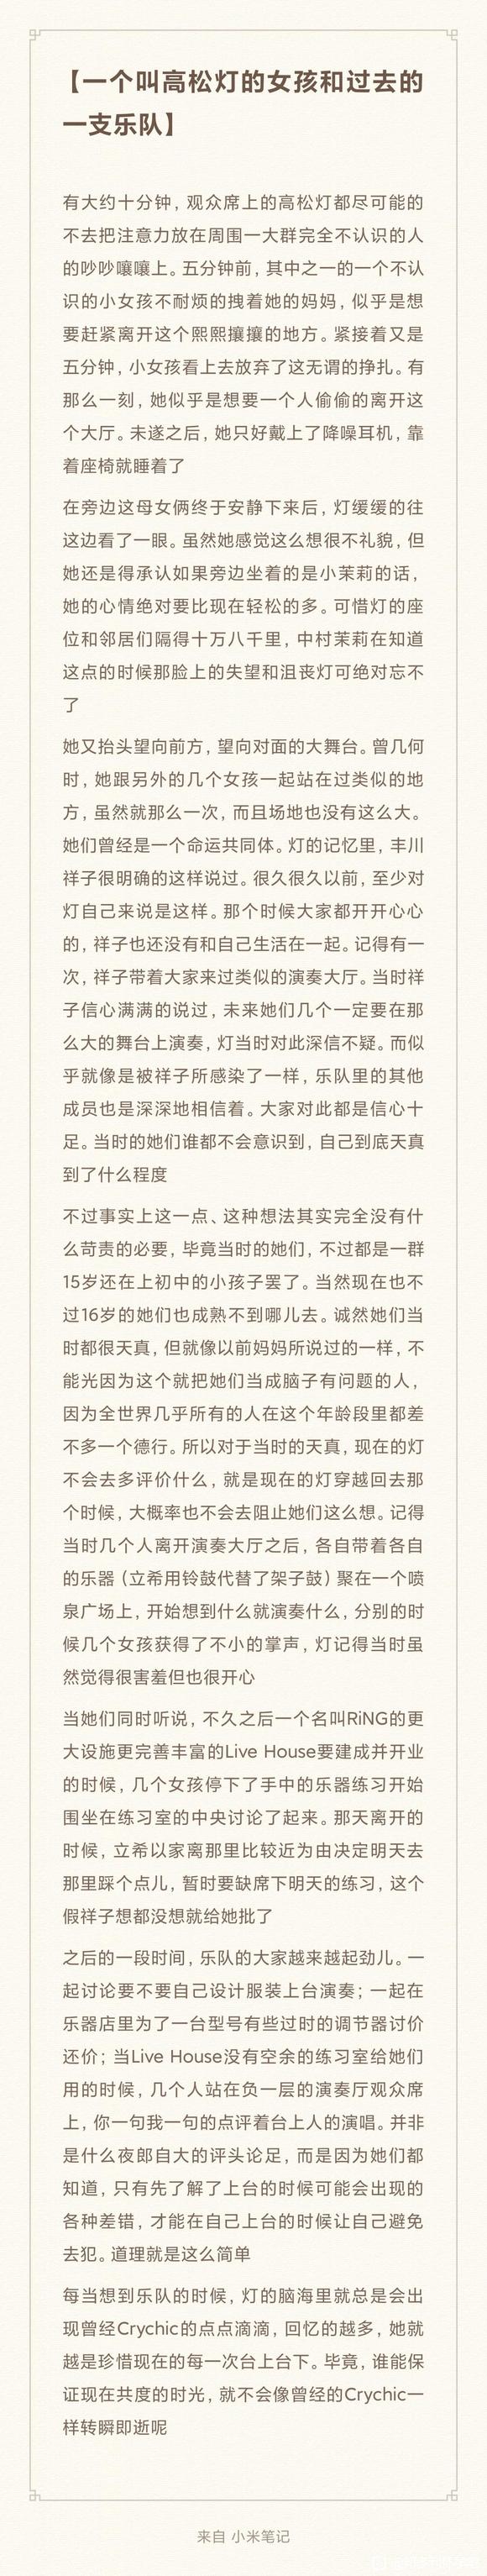 【一个叫高松灯的女孩和过去的
一支乐队】
有大约十分钟，观众席上的高松灯都尽可能的
不去把注意力放在周围一大群完全不认识的人
的吵吵嚷嚷上。五分钟前，其中之一的一个不认
识的小女孩不耐烦的拽着她的妈妈，似乎是想
要赶紧离开这个熙熙攘攘的地方。紧接着又是
五分钟，小女孩看上去放弃了这无谓的挣扎。有
那么一刻，她似乎是想要一个人偷偷的离开这
个大厅。未遂之后，她只好戴上了降噪耳机，靠
着座椅就睡着了
在旁边这母女俩终于安静下来后，灯缓缓的往
这边看了一眼。虽然她感觉这么想很不礼貌，但
她还是得承认如果旁边坐着的是小茉莉的话，
她的心情绝对要比现在轻松的多。可惜灯的座
位和邻居们隔得十万八千里，中村茉莉在知道
这点的时候那脸上的失望和沮丧灯可绝对忘不
了
她又抬头望向前方，望向对面的大舞台。曾几何
时，她跟另外的几个女孩一起站在过类似的地
方，虽然就那么一次，而且场地也没有这么大。
她们曾经是一个命运共同体。灯的记忆里，丰川
祥子很明确的这样说过。很久很久以前，至少对
灯自己来说是这样。那个时候大家都开开心心
的，祥子也还没有和自己生活在一起。记得有一
次，祥子带着大家来过类似的演奏大厅。当时祥
子信心满满的说过，未来她们几个一定要在那
么大的舞台上演奏，灯当时对此深信不疑。而似
乎就像是被祥子所感染了一样，乐队里的其他
成员也是深深地相信着。大家对此都是信心十
足。当时的她们谁都不会意识到，自己到底天真
到了什么程度
不过事实上这一点、这种想法其实完全没有什
么苛责的必要，毕竟当时的她们，不过都是一群
15岁还在上初中的小孩子罢了。当然现在也不
过16岁的她们也成熟不到哪儿去。诚然她们当
时都很天真，但就像以前妈妈所说过的一样，不
能光因为这个就把她们当成脑子有问题的人，
因为全世界几乎所有的人在这个年龄段里都差
不多一个德行。所以对于当时的天真，现在的灯
不会去多评价什么，就是现在的灯穿越回去那
个时候，大概率也不会去阻止她们这么想。记得
当时几个人离开演奏大厅之后，各自带着各自
的乐器（立希用铃鼓代替了架子鼓）聚在一个喷
泉广场上，开始想到什么就演奏什么，分别的时
候几个女孩获得了不小的掌声，灯记得当时虽
然觉得很害羞但也很开心
当她们同时听说，不久之后一个名叫RiNG的更
大设施更完善丰富的Live House要建成并开业
的时候，几个女孩停下了手中的乐器练习开始
围坐在练习室的中央讨论了起来。那天离开的
时候，立希以家离那里比较近为由决定明天去
那里踩个点儿，暂时要缺席下明天的练习，这个
假祥子想都没想就给她批了
之后的一段时间，乐队的大家越来越起劲儿。一
起讨论要不要自己设计服装上台演奏；一起在
乐器店里为了一台型号有些过时的调节器讨价
还价；当Live House没有空余的练习室给她们
用的时候，几个人站在负一层的演奏厅观众席
上，你一句我一句的点评着台上人的演唱。并非
是什么夜郎自大的评头论足，而是因为她们都
知道，只有先了解了上台的时候可能会出现的
各种差错，才能在自己上台的时候让自己避免
去犯。道理就是这么简单
每当想到乐队的时候，灯的脑海里就总是会出
现曾经Crychic的点点滴滴，回忆的越多，她就
越是珍惜现在的每一次台上台下。毕竟，谁能保
证现在共度的时光，就不会像曾经的Crychic一
样转瞬即逝呢
来自 小米笔记